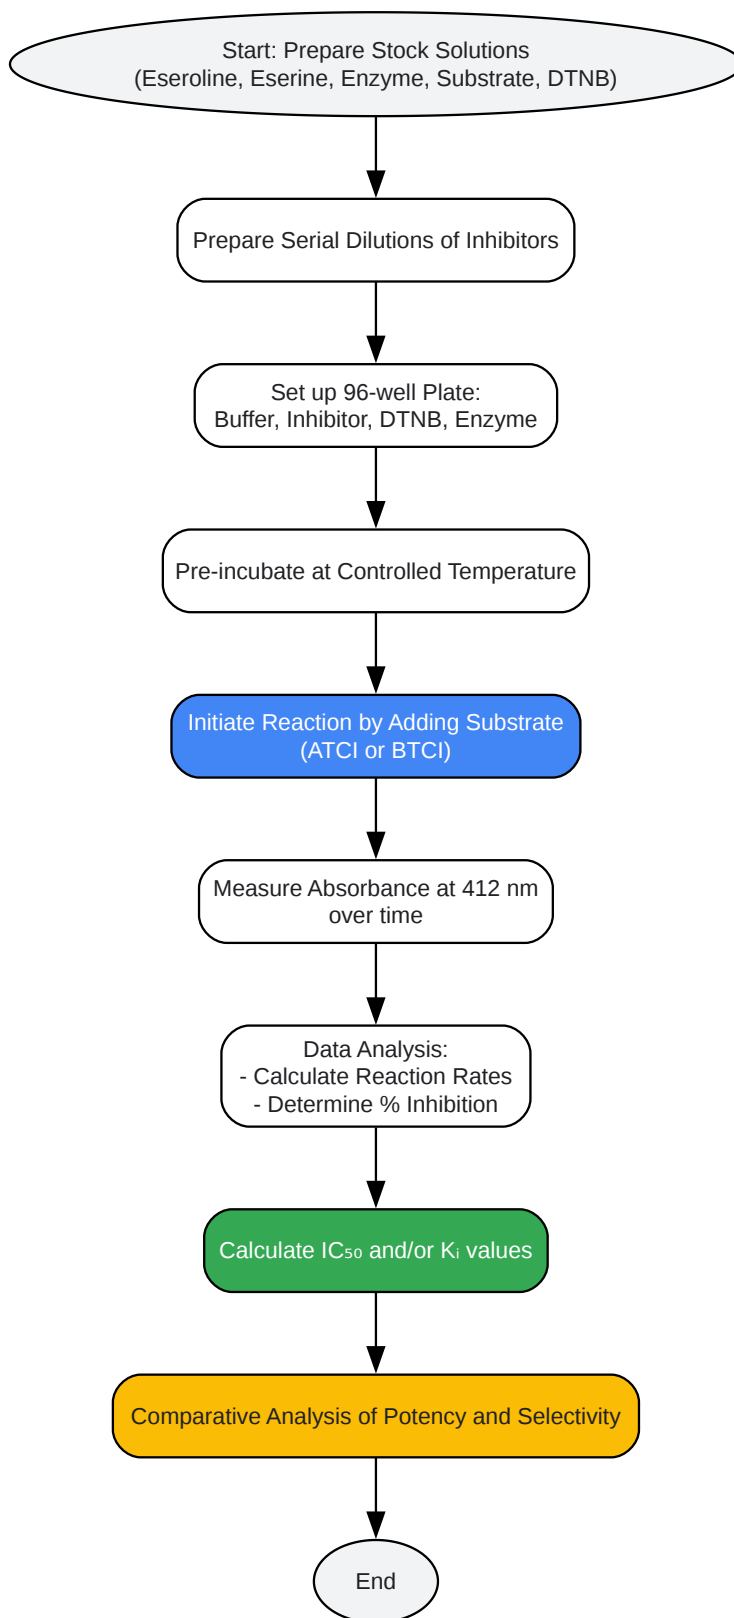 Start: Prepare Stock Solutions
(Eseroline, Eserine, Enzyme, Substrate, DTNB)
Prepare Serial Dilutions of Inhibitors
Set up 96-well Plate:
Buffer, Inhibitor, DTNB, Enzyme
Pre-incubate at Controlled Temperature
Initiate Reaction by Adding Substrate
(ATCI or BTCI)
Measure Absorbance at 412 nm
over time
Data Analysis:
- Calculate Reaction Rates
- Determine % Inhibition
Calculate IC₅₀ and/or Kᵢ values
Comparative Analysis of Potency and Selectivity
End